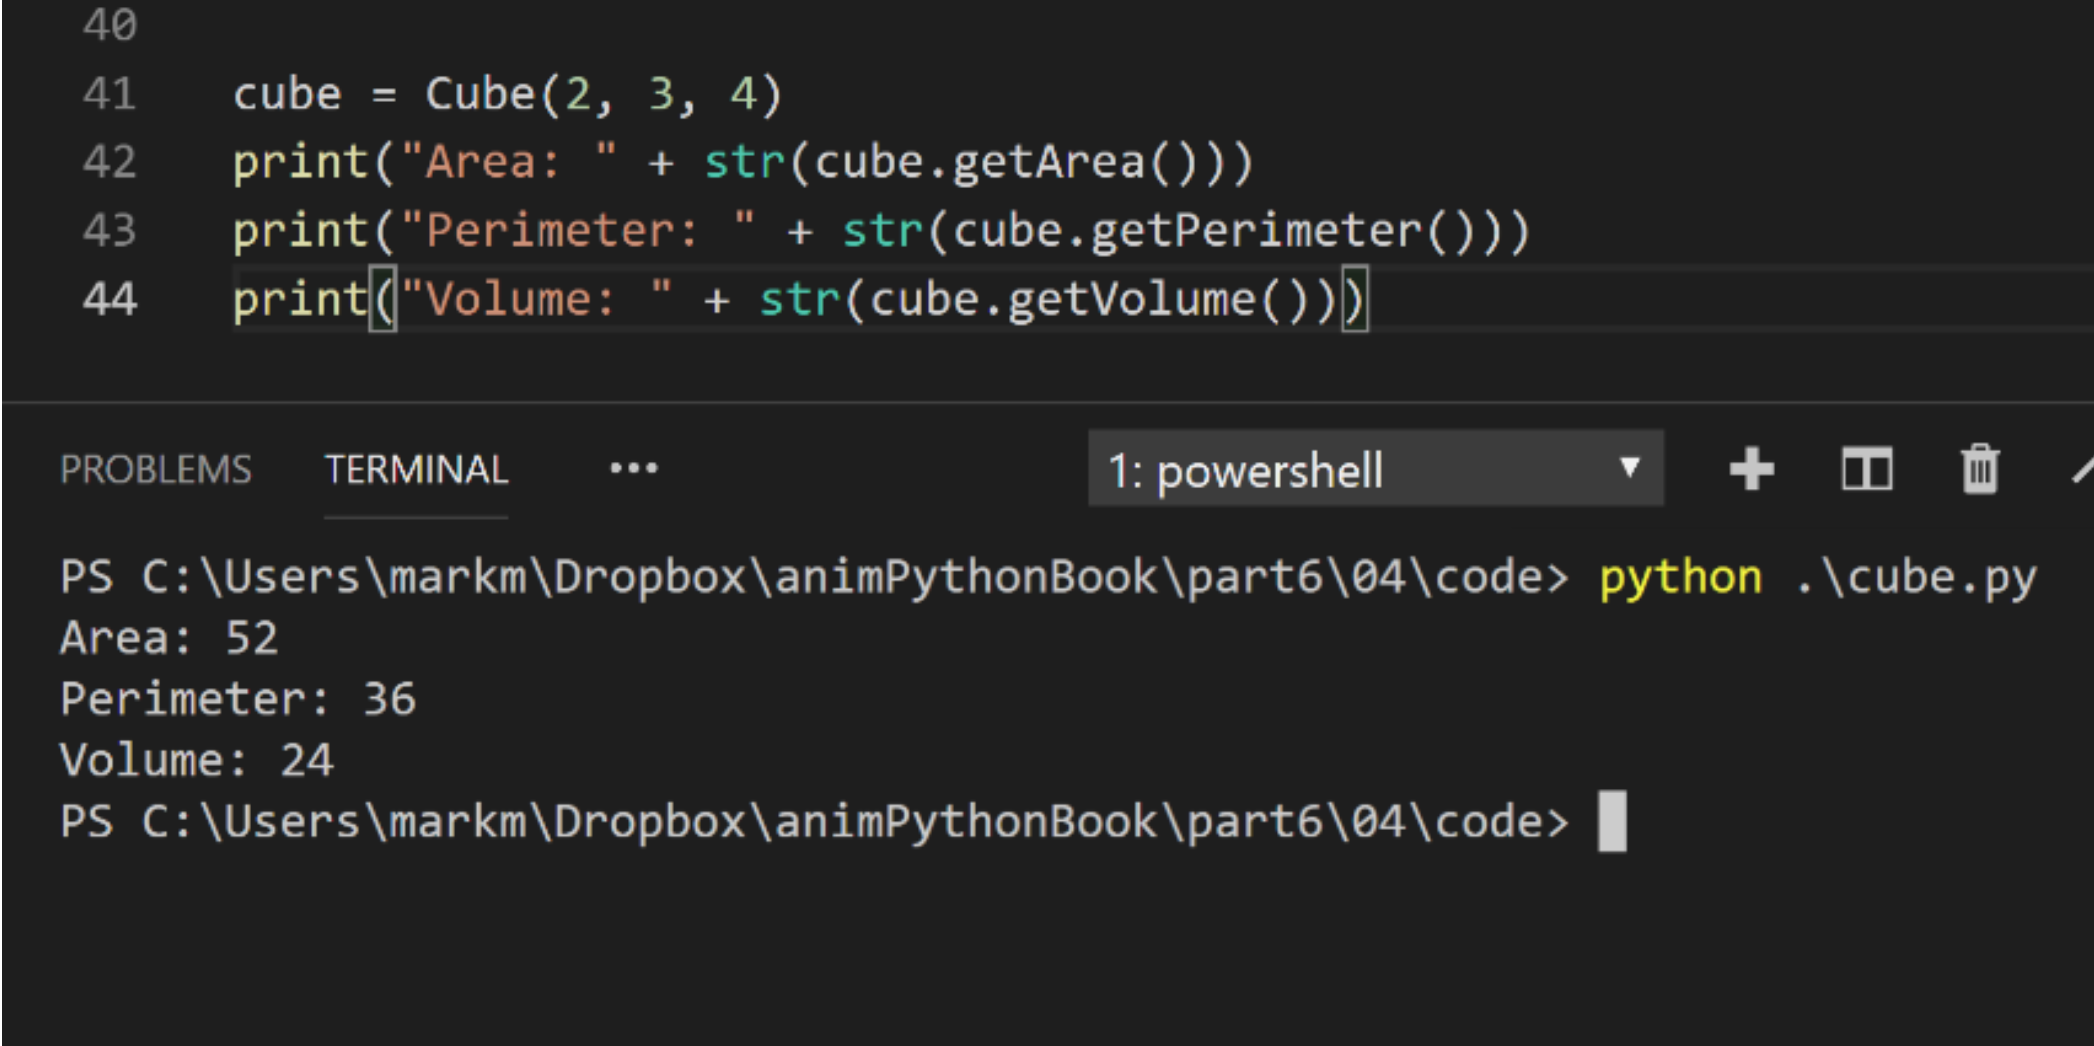 40
41 cube = Cube(2, 3, 4)
42 print("Area: " + str(cube.getArea()))
43 print("Perimeter: " + str(cube.getPerimeter()))
44 print("Volume: " + str(cube.getVolume()))
PROBLEMS TERMINAL ••• 1: powershell
PS C:\Users\markm\Dropbox\animPythonBook\part6\04\code> python .\cube.py
Area: 52
Perimeter: 36
Volume: 24
PS C:\Users\markm\Dropbox\animPythonBook\part6\04\code>